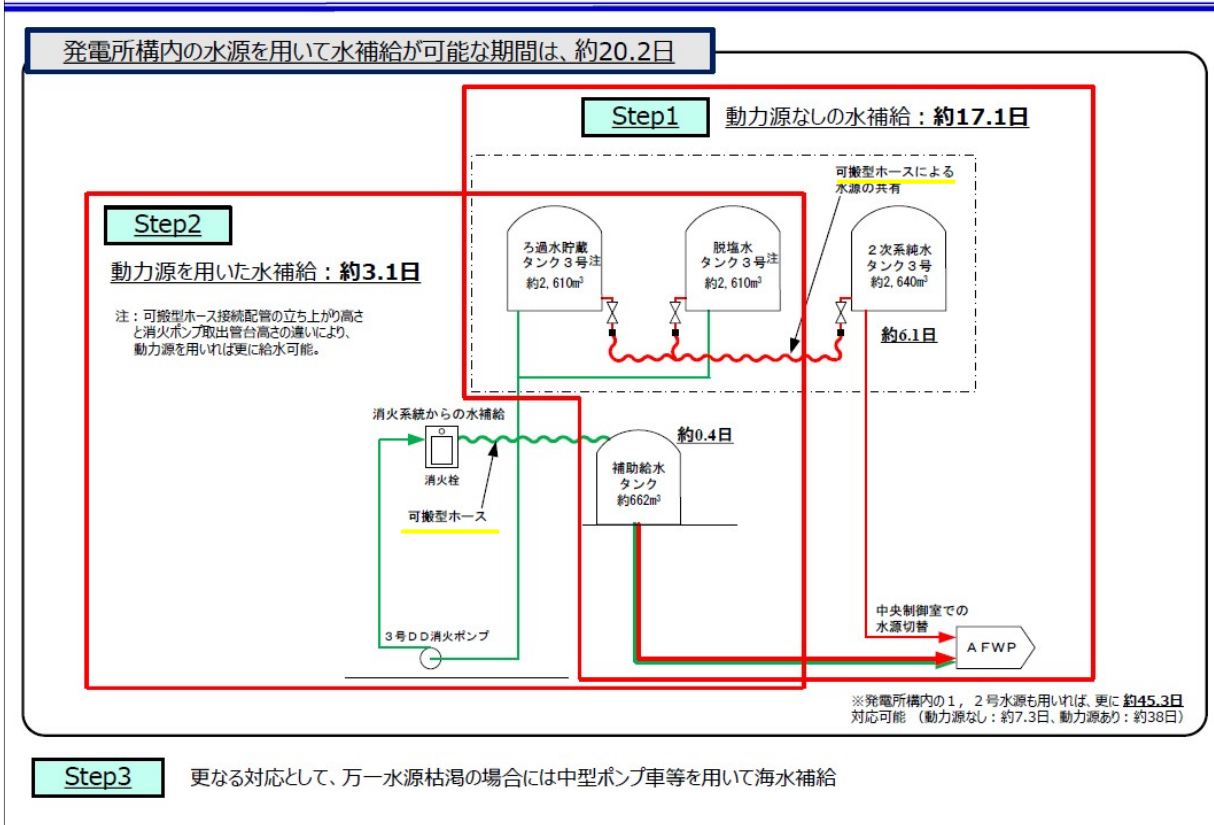 発電所構内の水源を用いて水補給が可能な期間は、約20.2日
Step1
動力源なしの水補給：約17.1日
可搬型ホースによる
水源の共有
Step2
動力源を用いた水補給：約3.1日
注：可搬型ホース接続配管の立ち上がり高さ
と消火ポンプ取出管台高さの違いにより、
動力源を用いれば更に給水可能。
ろ過水貯蔵
タンク３号注
約2,610m³
脱塩水
タンク３号注
約2,610m³
２次系純水
タンク３号
約2,640m³
約6.1日
消火系統からの水補給
消火栓
可搬型ホース
約0.4日
補助給水
タンク
約662m³
３号ＤＤ消火ポンプ
中央制御室での
水源切替
ＡＦＷＰ
※発電所構内の１，２号水源も用いれば、更に 約45.3日
対応可能 （動力源なし：約7.3日、動力源あり：約38日）
Step3
更なる対応として、万一水源枯渇の場合には中型ポンプ車等を用いて海水補給